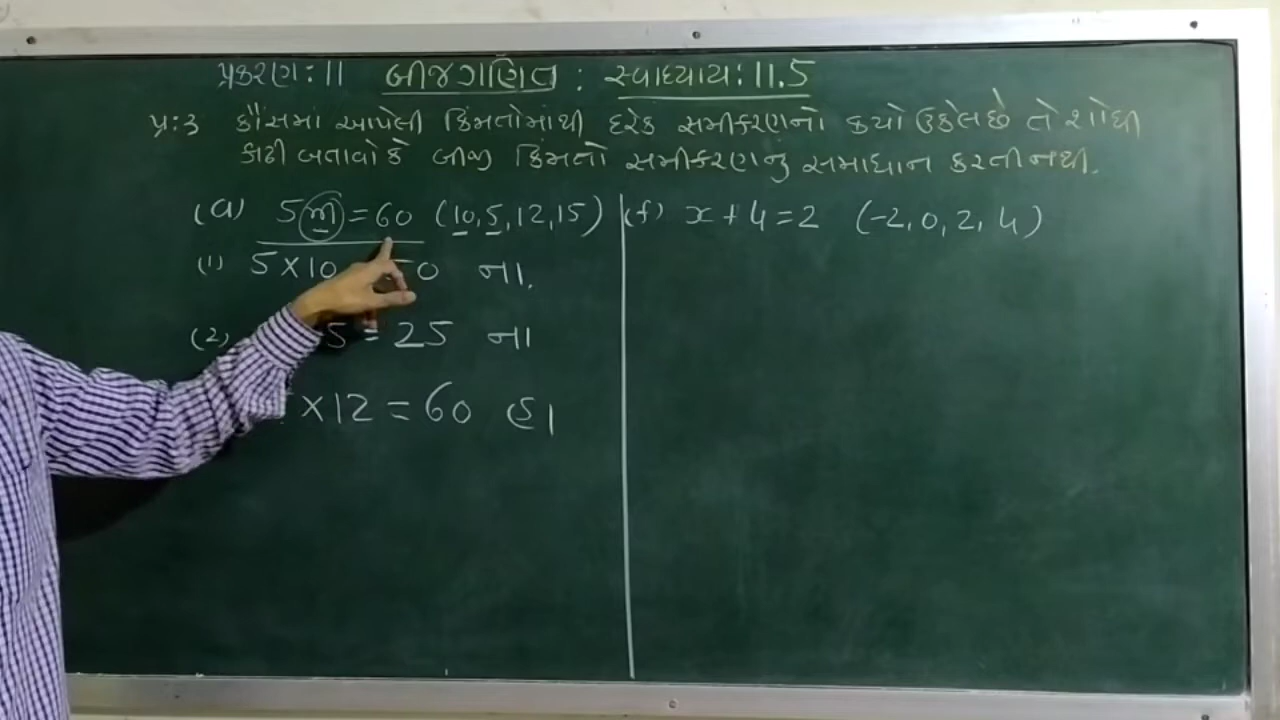 પ્રકરણ: 11 બીજગણિત : સ્વાધ્યાય: 11.5
પ્ર: ૩ કૌંસમાં આપેલી કિંમતોમાંથી દરેક સમીકરણનો કયો ઉકેલ છે તે શોધી
કાઢી બતાવો કે બીજી કિંમતો સમીકરણનુ સમાધાન કરતી નથી.
(a) 5m = 60 (10, 5, 12, 15)
(1) 5 × 10 0 ના.
(2) 5 = 25 ના
× 12 = 60 હા
(f) x + 4 = 2 (-2, 0, 2, 4)